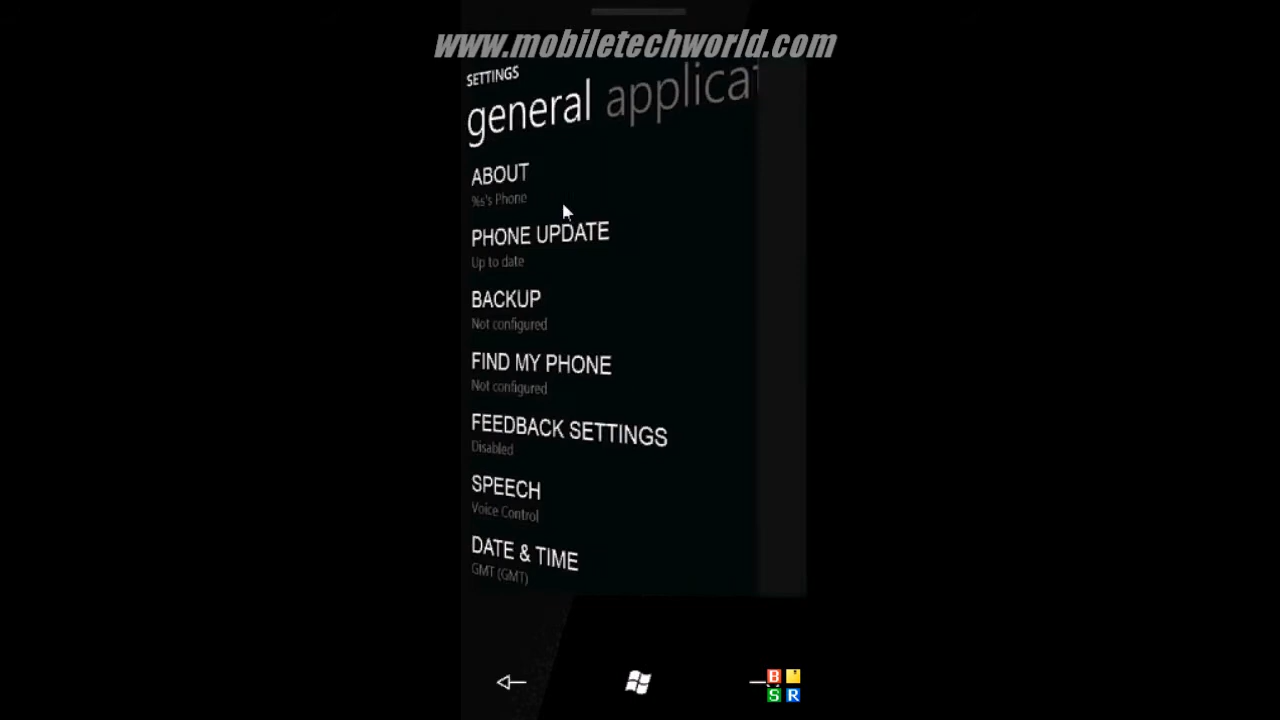 www.mobiletechworld.com
SETTINGS
general applicat
ABOUT
%s's Phone
PHONE UPDATE
Up to date
BACKUP
Not configured
FIND MY PHONE
Not configured
FEEDBACK SETTINGS
Disabled
SPEECH
Voice Control
DATE & TIME
GMT (GMT)
B
S R